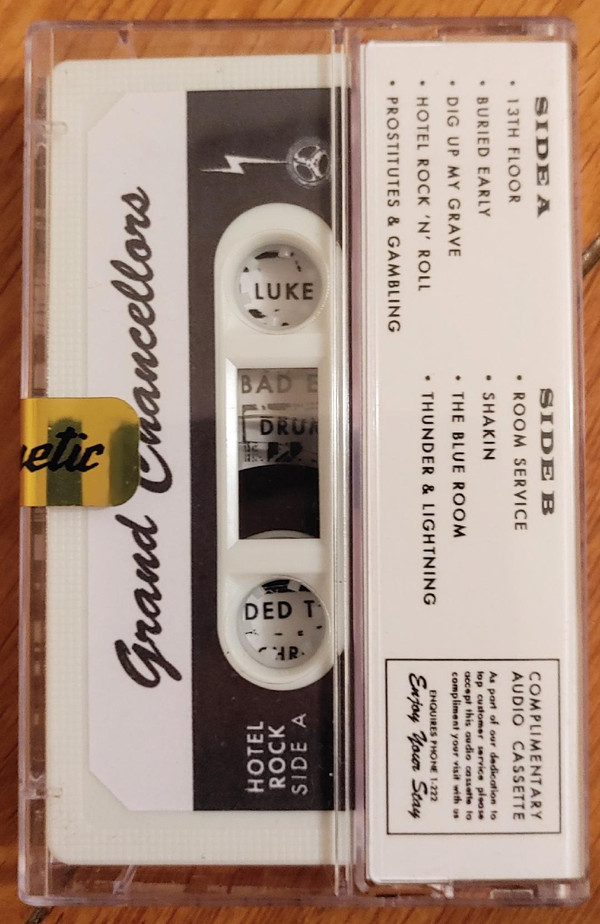 SIDE A
• 13TH FLOOR
• BURIED EARLY
• DIG UP MY GRAVE
• HOTEL ROCK 'N' ROLL
• PROSTITUTES & GAMBLING
SIDE B
• ROOM SERVICE
• SHAKIN
• THE BLUE ROOM
• THUNDER & LIGHTNING
COMPLIMENTARY
AUDIO CASSETTE
As part of our dedication to
top customer service please
accept this audio cassette to
compliment your visit with us
ENQUIRES PHONE 1-222
Enjoy Your Stay
Grand Chancellors
HOTEL
ROCK
SIDE A
LUKE
BAD E
DRUM
DED T
CHR
etic